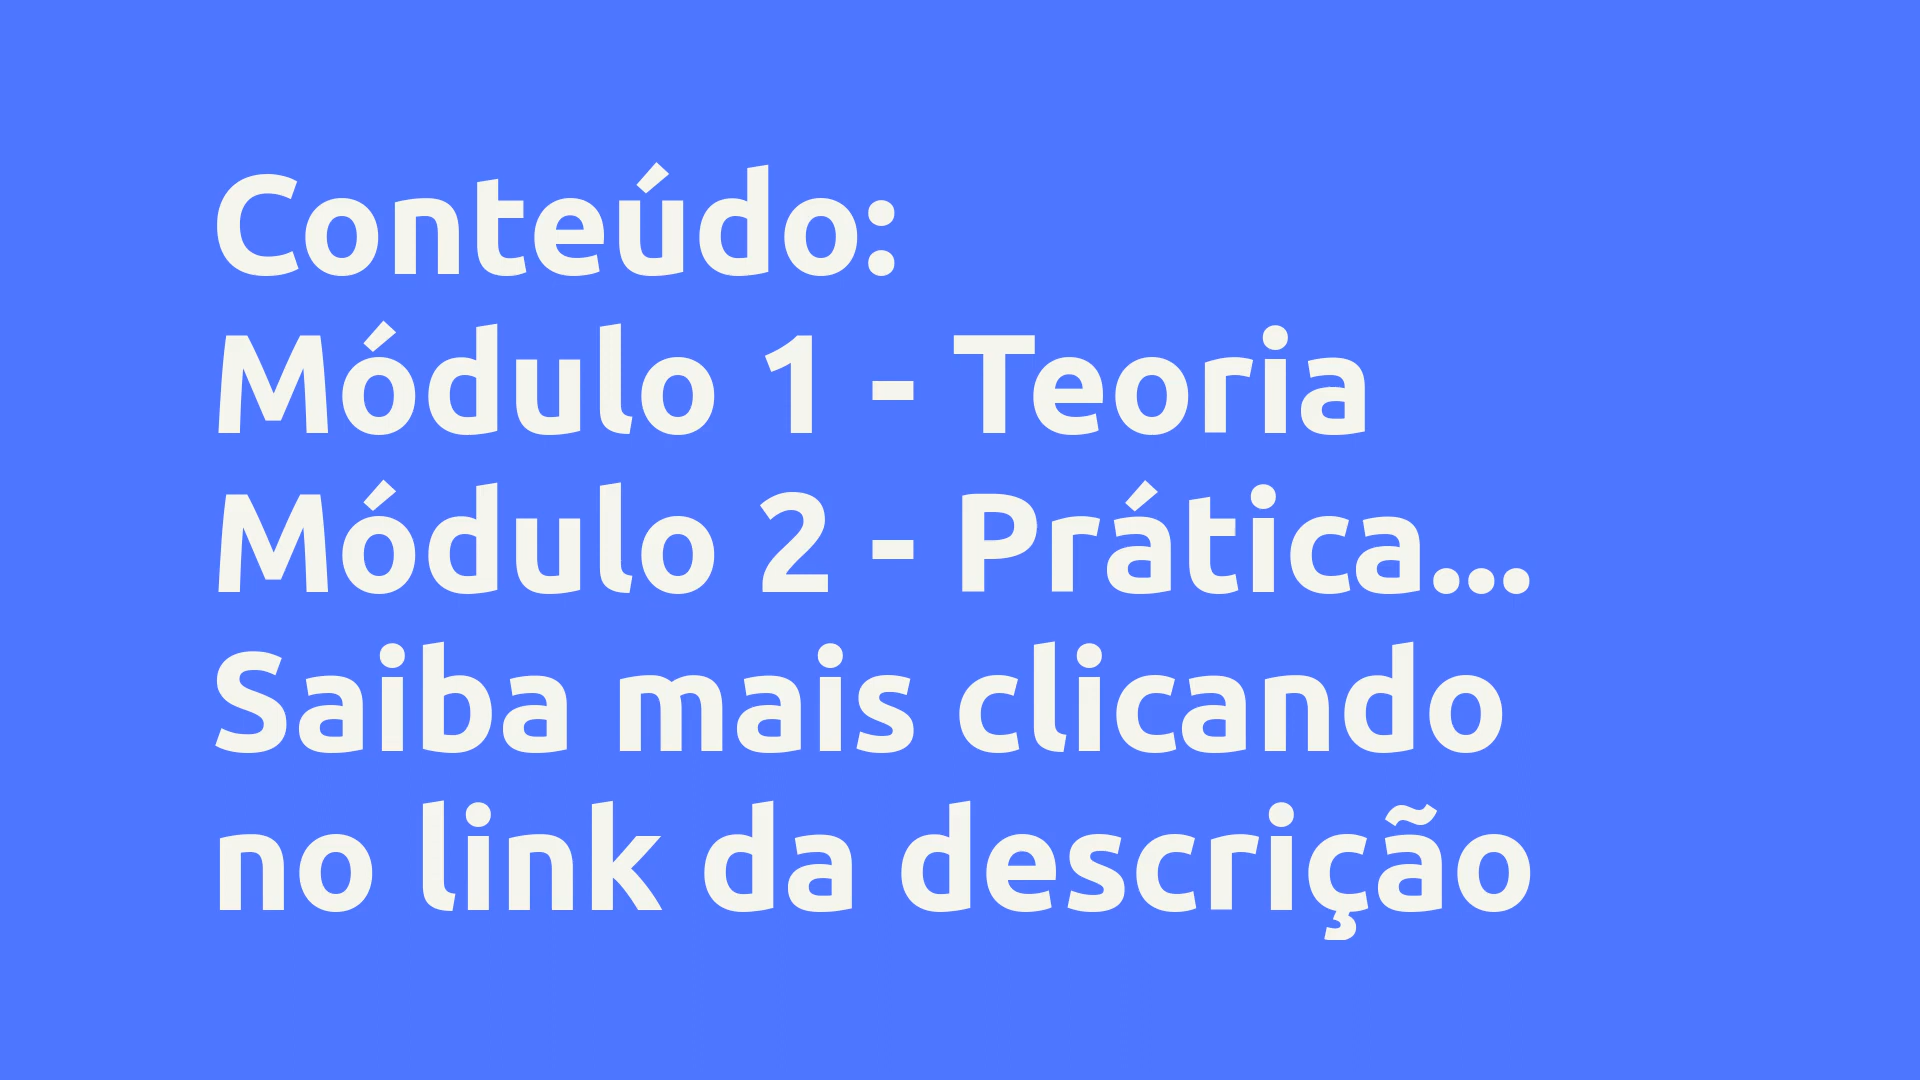 Conteúdo:
Módulo 1 - Teoria
Módulo 2 - Prática...
Saiba mais clicando
no link da descrição